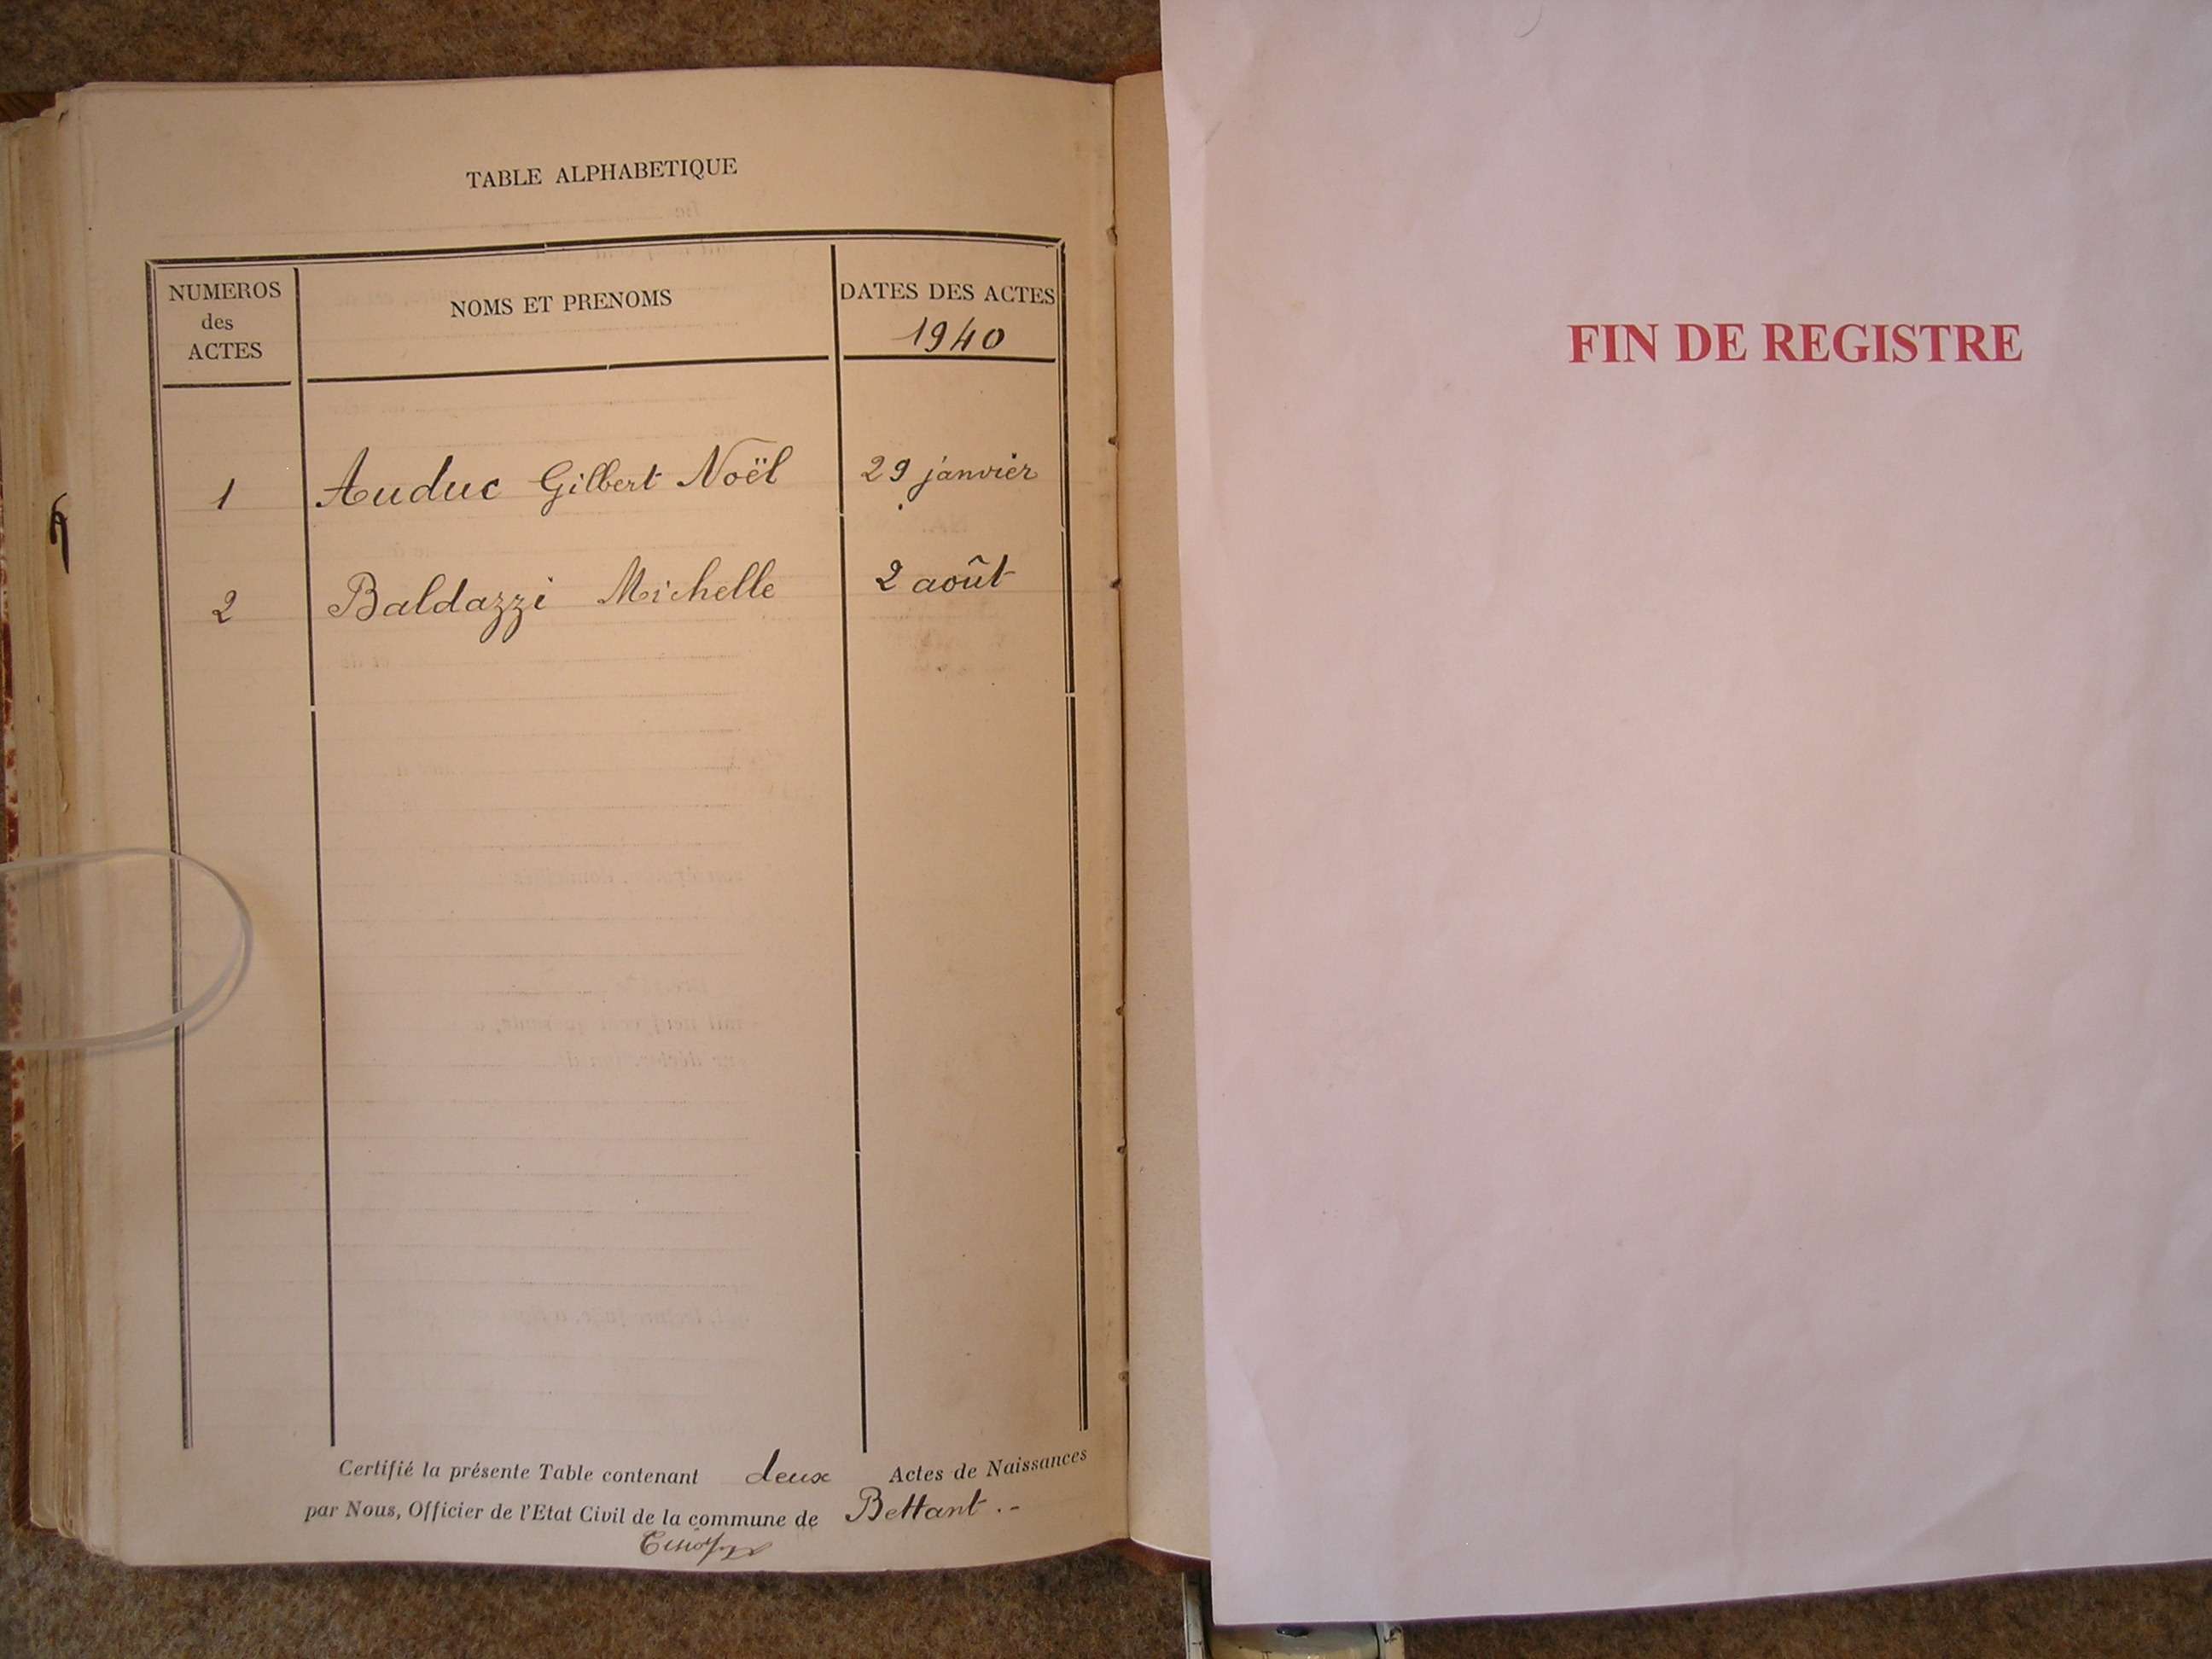 TABLE ALPHABETIQUE
NUMEROS
des
ACTES
NOMS ET PRENOMS
DATES DES ACTES
1940
1 Auduc Gilbert Noël 29 janvier
2 Baldazzi Michelle 2 août
Certifié la présente Table contenant deux Actes de Naissances
par Nous, Officier de l'Etat Civil de la commune de Bettant.-
FIN DE REGISTRE